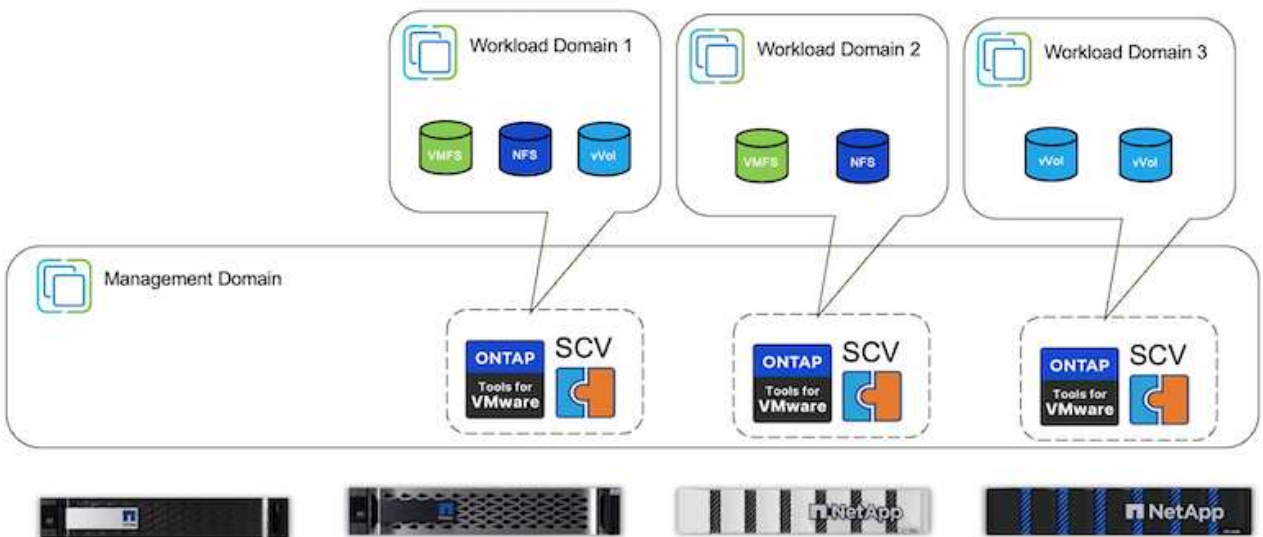 Workload Domain 1
Workload Domain 2
Workload Domain 3
VMFS
NFS
vVol
VMFS
NFS
vVol
vVol
Management Domain
ONTAP
Tools for
VMware
SCV
ONTAP
Tools for
VMware
SCV
ONTAP
Tools for
VMware
SCV
NetApp
NetApp